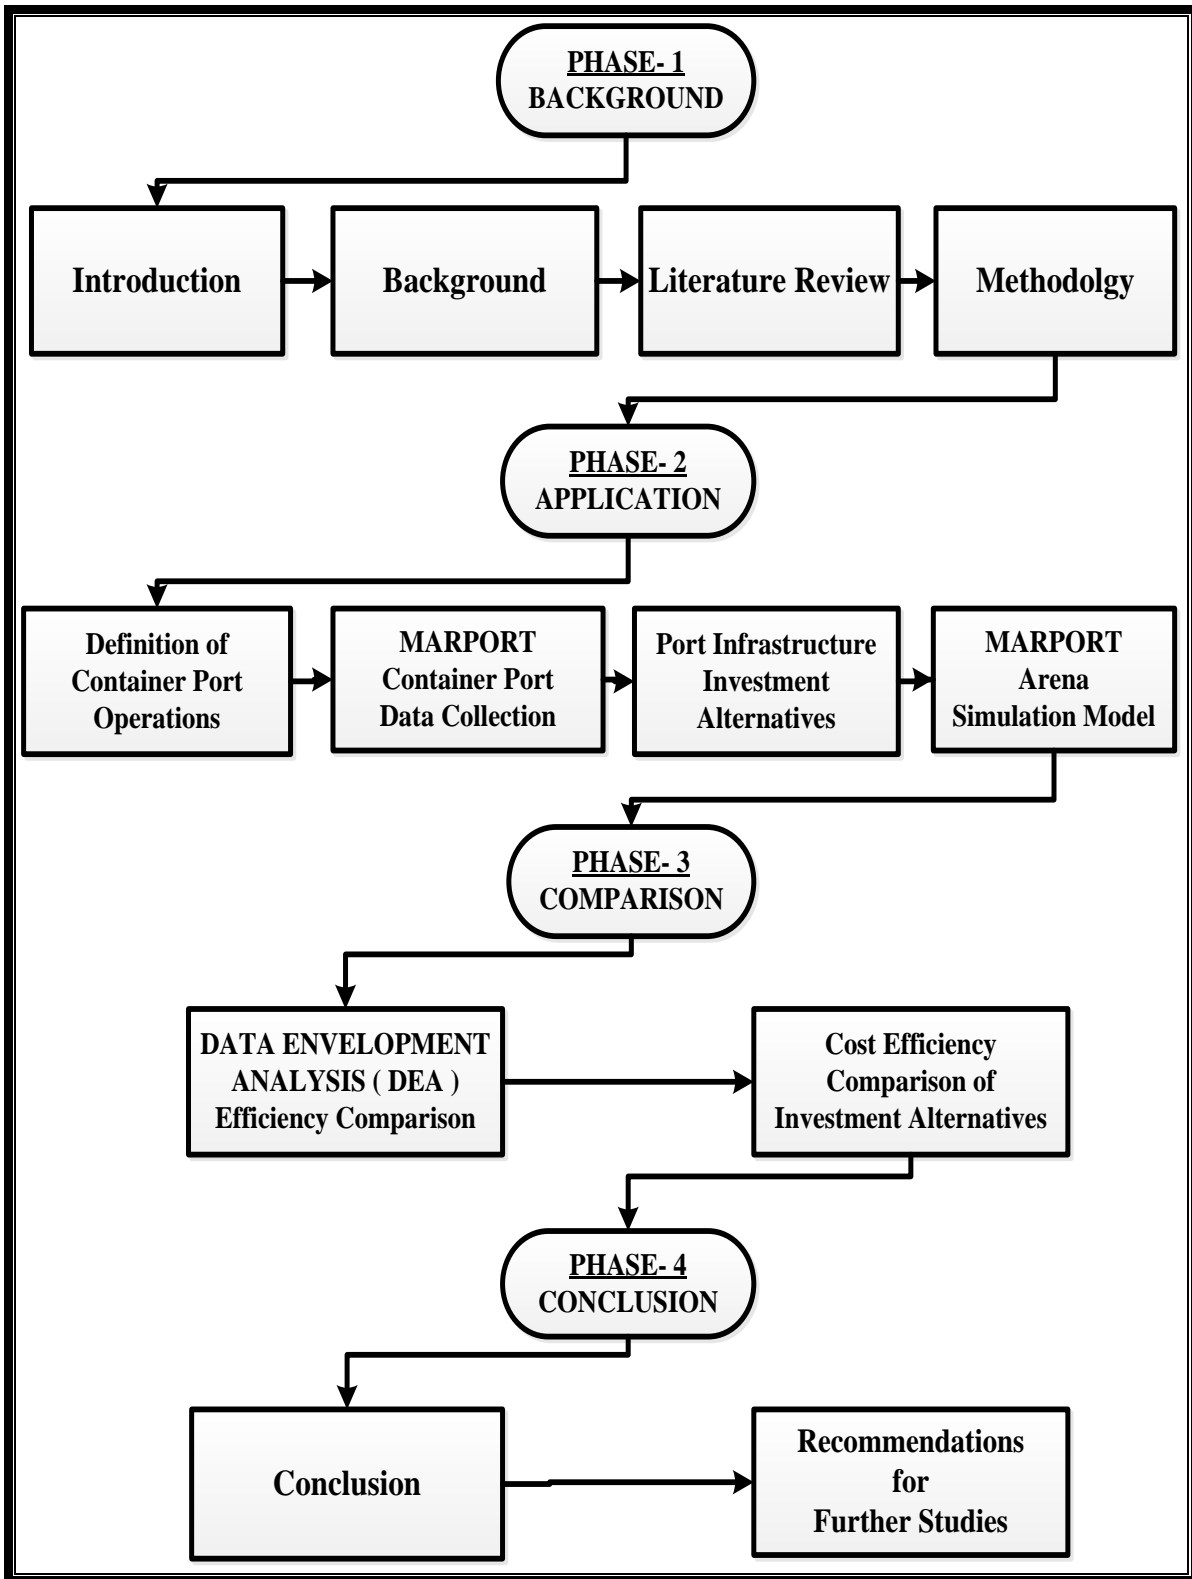 PHASE- 1
BACKGROUND
Introduction
Background
Literature Review
Methodolgy
PHASE- 2
APPLICATION
Definition of
Container Port
Operations
MARPORT
Container Port
Data Collection
Port Infrastructure
Investment
Alternatives
MARPORT
Arena
Simulation Model
PHASE- 3
COMPARISON
DATA ENVELOPMENT
ANALYSIS ( DEA )
Efficiency Comparison
Cost Efficiency
Comparison of
Investment Alternatives
PHASE- 4
CONCLUSION
Conclusion
Recommendations
for
Further Studies